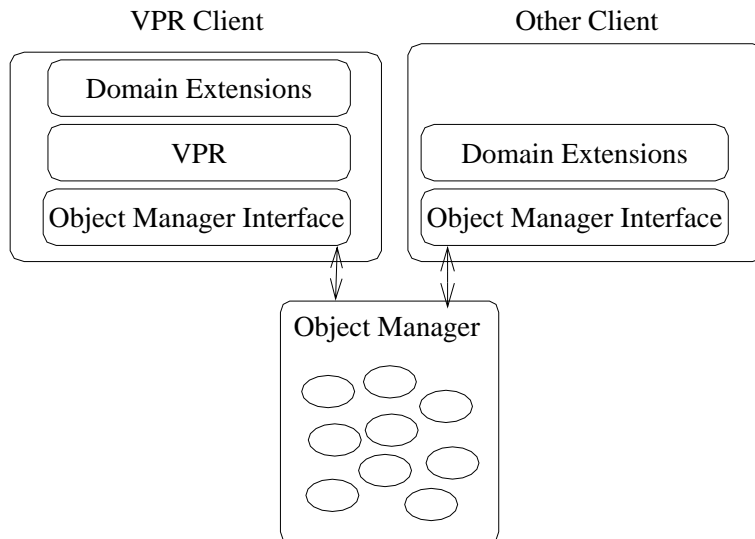 VPR Client
Other Client
Domain Extensions
VPR
Object Manager Interface
Domain Extensions
Object Manager Interface
Object Manager